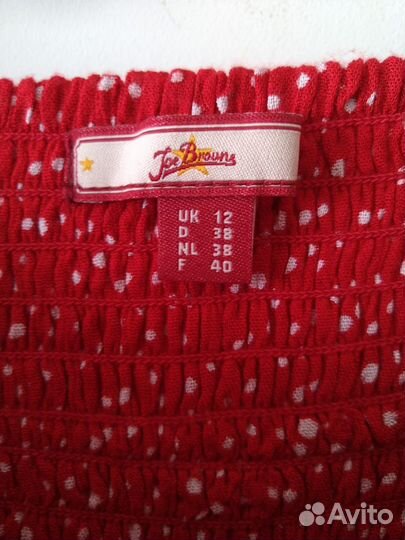 Joe Browns
UK 12
D 38
NL 38
F 40
Avito